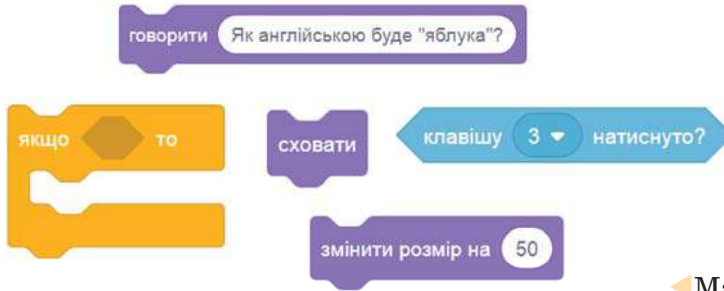 говорити Як англійською буде "яблука"?
якщо то
сховати
клавішу 3 натиснуто?
змінити розмір на 50